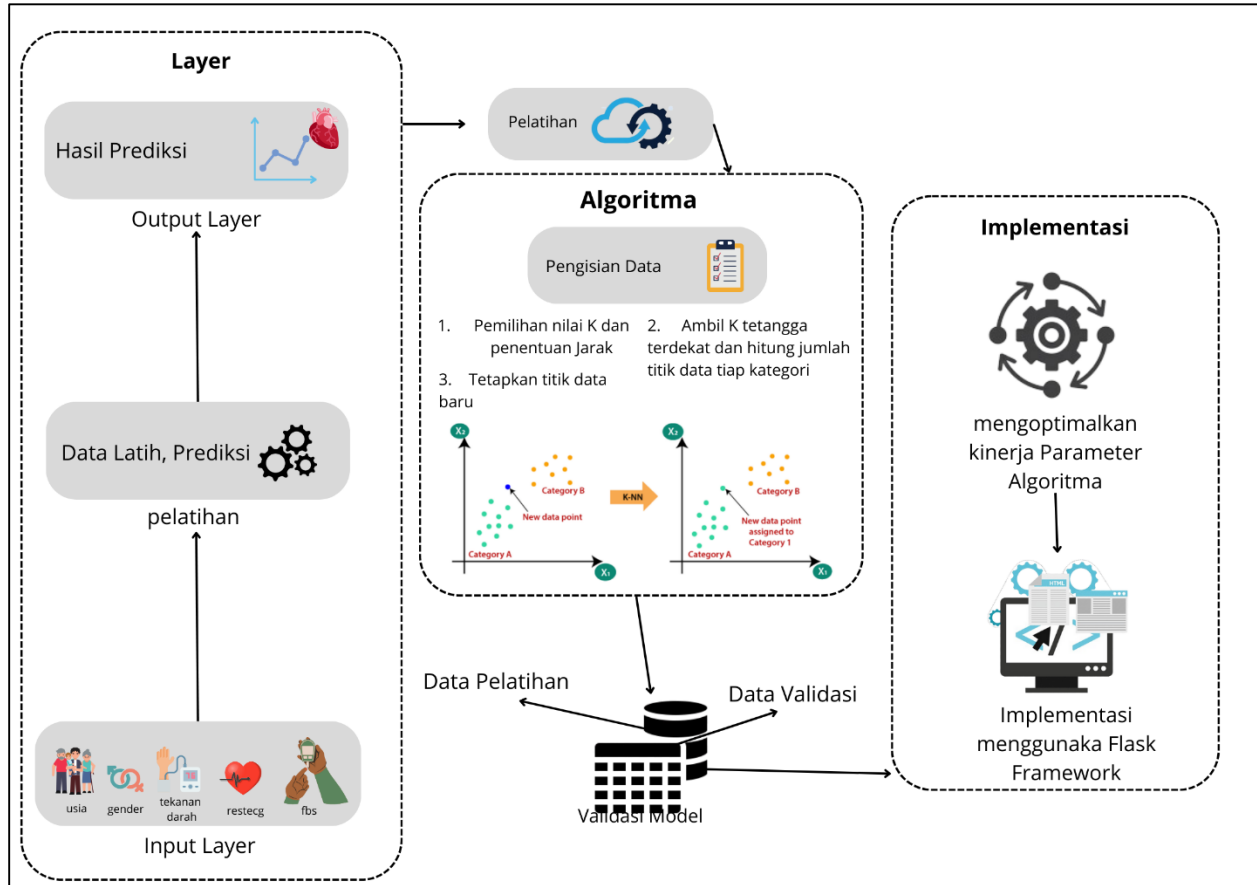 Layer
Hasil Prediksi
Output Layer
Data Latih, Prediksi
pelatihan
usia
gender
tekanan
darah
restecg
fbs
Input Layer
Pelatihan
Algoritma
Pengisian Data
1. Pemilihan nilai K dan
penentuan Jarak
2. Ambil K tetangga
terdekat dan hitung jumlah
titik data tiap kategori
3. Tetapkan titik data
baru
X₂
Category B
New data point
Category A
X₁
K-NN
X₂
Category B
New data point
assigned to
Category 1
Category A
X₁
Data Pelatihan
Data Validasi
Validasi Model
Implementasi
mengoptimalkan
kinerja Parameter
Algoritma
HTML
</>
Implementasi
menggunaka Flask
Framework